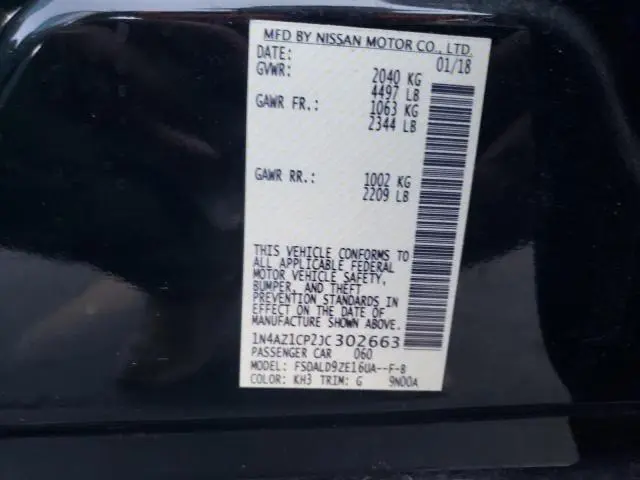 MFD BY NISSAN MOTOR CO., LTD.
DATE: 01/18
GVWR: 2040 KG
4497 LB
GAWR FR.: 1063 KG
2344 LB
GAWR RR.: 1002 KG
2209 LB
THIS VEHICLE CONFORMS TO
ALL APPLICABLE FEDERAL
MOTOR VEHICLE SAFETY,
BUMPER, AND THEFT
PREVENTION STANDARDS IN
EFFECT ON THE DATE OF
MANUFACTURE SHOWN ABOVE.
1N4AZ1CP2JC302663
PASSENGER CAR 060
MODEL: FSDALD9ZE16UA--F-B
COLOR: KH3 TRIM: G 9N00A